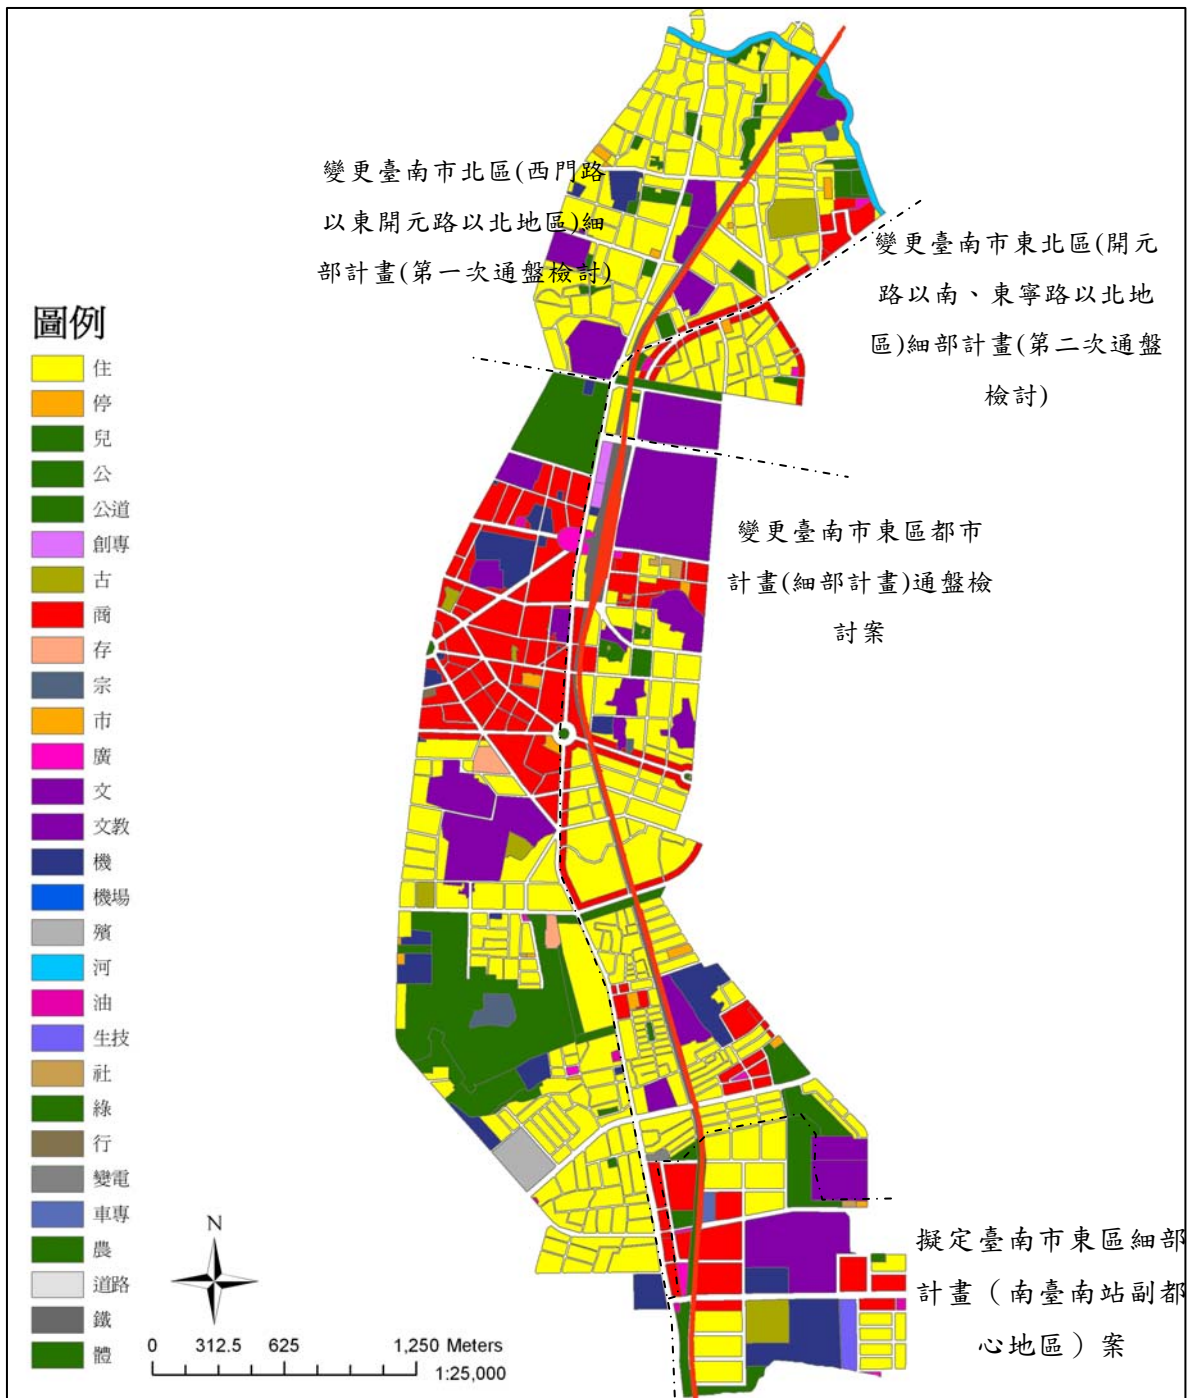 變更臺南市北區(西門路
以東開元路以北地區)細
部計畫(第一次通盤檢討)
變更臺南市東北區(開元
路以南、東寧路以北地
區)細部計畫(第二次通盤
檢討)
變更臺南市東區都市
計畫(細部計畫)通盤檢
討案
擬定臺南市東區細部
計畫（南臺南站副都
心地區）案
圖例
住
停
兒
公
公道
創專
古
商
存
宗
市
廣
文
文教
機
機場
殯
河
油
生技
社
綠
行
變電
車專
農
道路
鐵
體
N
0 312.5 625 1,250 Meters
1:25,000